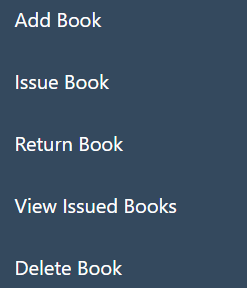 Add Book
Issue Book
Return Book
View Issued Books
Delete Book